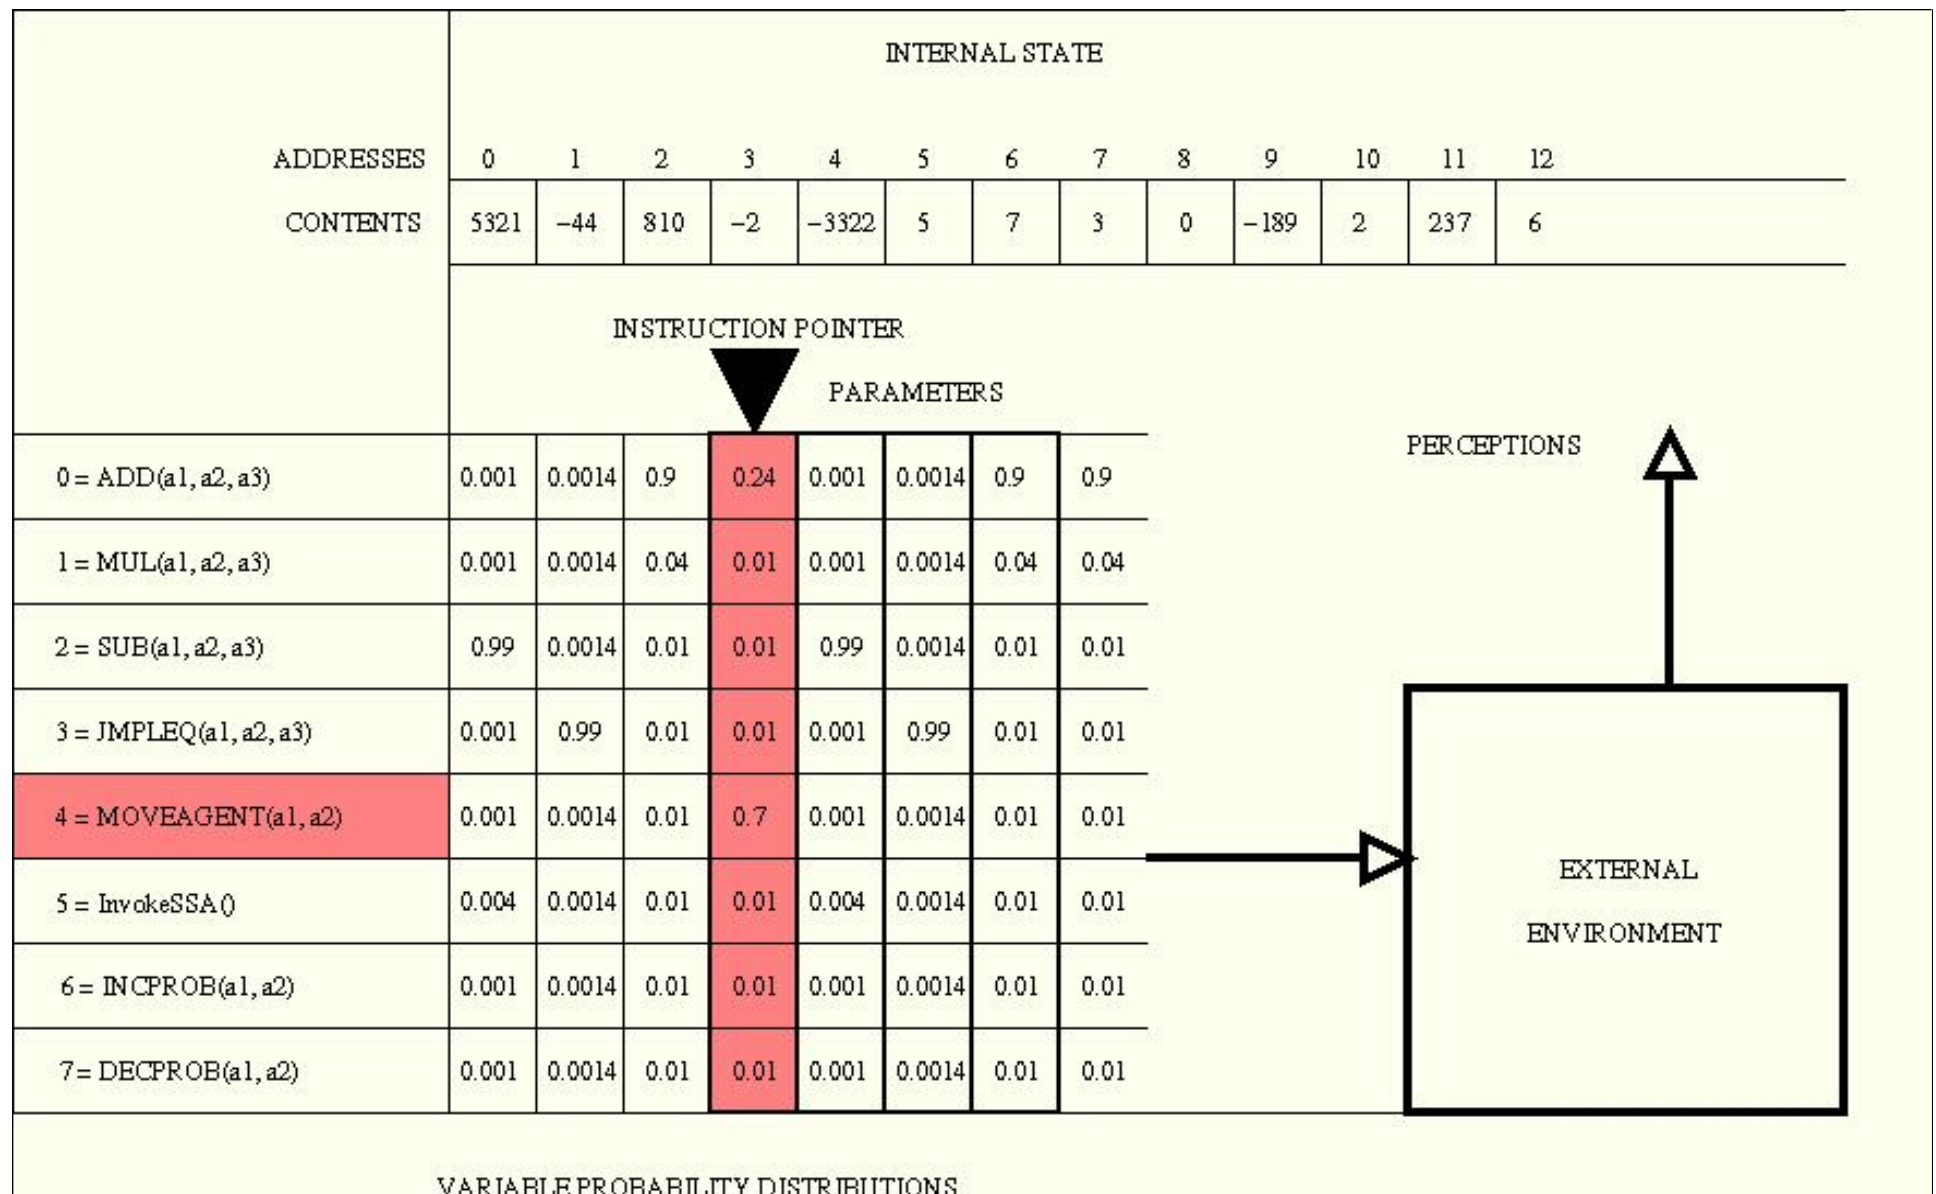 INTERNAL STATE
ADDRESSES 0 1 2 3 4 5 6 7 8 9 10 11 12
CONTENTS 5321 −44 810 −2 −3322 5 7 3 0 −189 2 237 6
INSTRUCTION POINTER
PARAMETERS
PERCEPTIONS
0 = ADD(a1, a2, a3) 0.001 0.0014 0.9 0.24 0.001 0.0014 0.9 0.9
1 = MUL(a1, a2, a3) 0.001 0.0014 0.04 0.01 0.001 0.0014 0.04 0.04
2 = SUB(a1, a2, a3) 0.99 0.0014 0.01 0.01 0.99 0.0014 0.01 0.01
3 = JMPLEQ(a1, a2, a3) 0.001 0.99 0.01 0.01 0.001 0.99 0.01 0.01
4 = MOVEAGENT(a1, a2) 0.001 0.0014 0.01 0.7 0.001 0.0014 0.01 0.01
5 = InvokeSSA() 0.004 0.0014 0.01 0.01 0.004 0.0014 0.01 0.01
6 = INCPROB(a1, a2) 0.001 0.0014 0.01 0.01 0.001 0.0014 0.01 0.01
7 = DECPROB(a1, a2) 0.001 0.0014 0.01 0.01 0.001 0.0014 0.01 0.01
EXTERNAL
ENVIRONMENT
VARIABLE PROBABILITY DISTRIBUTIONS